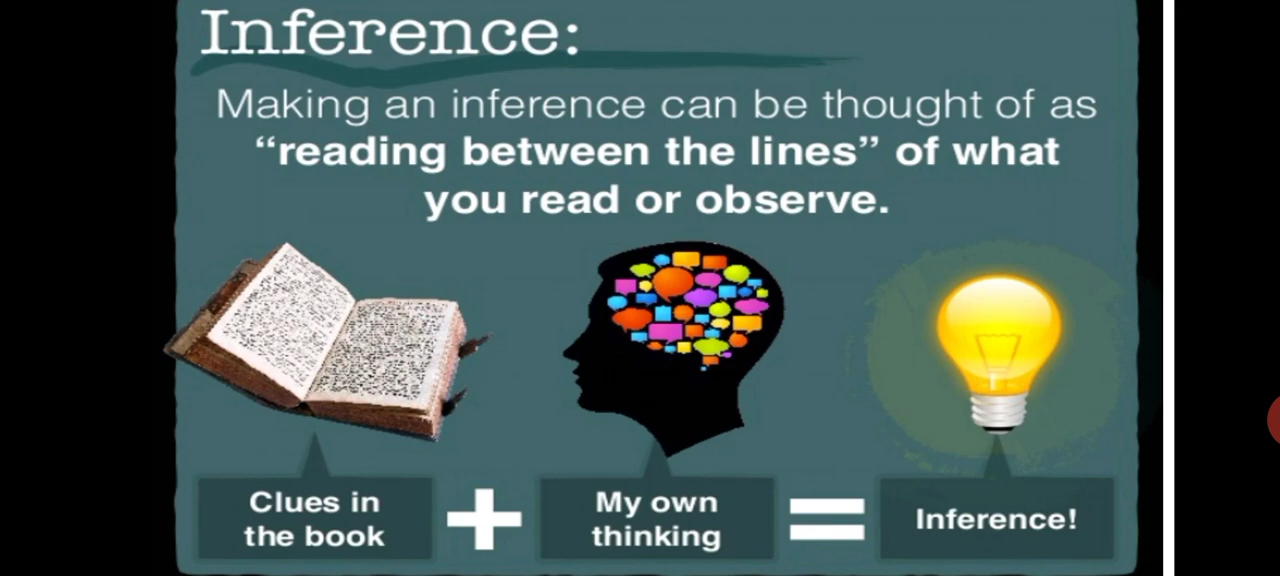 Inference:
Making an inference can be thought of as
“reading between the lines” of what
you read or observe.
Clues in
the book
+
My own
thinking
=
Inference!